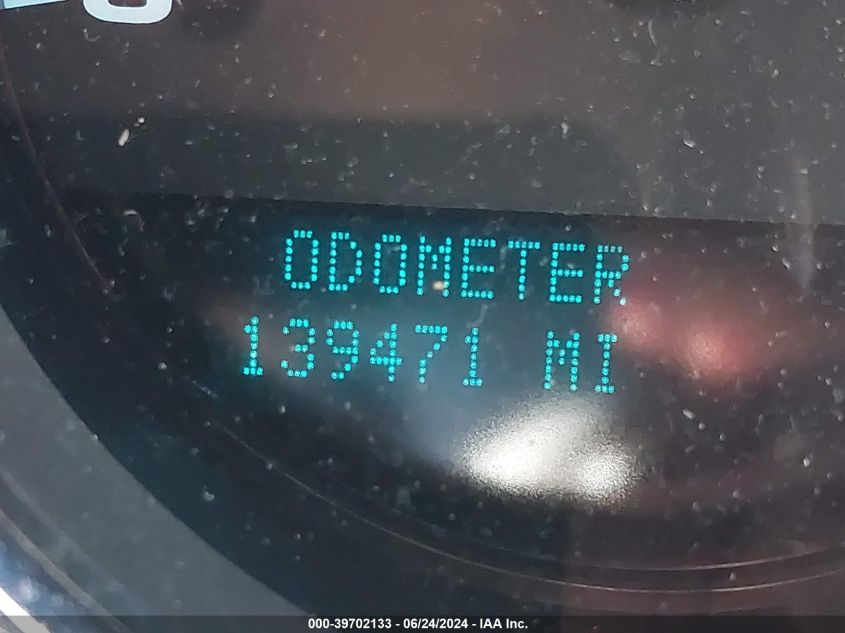 ODOMETER
139471 MI
000-39702133 - 06/24/2024 - IAA Inc.